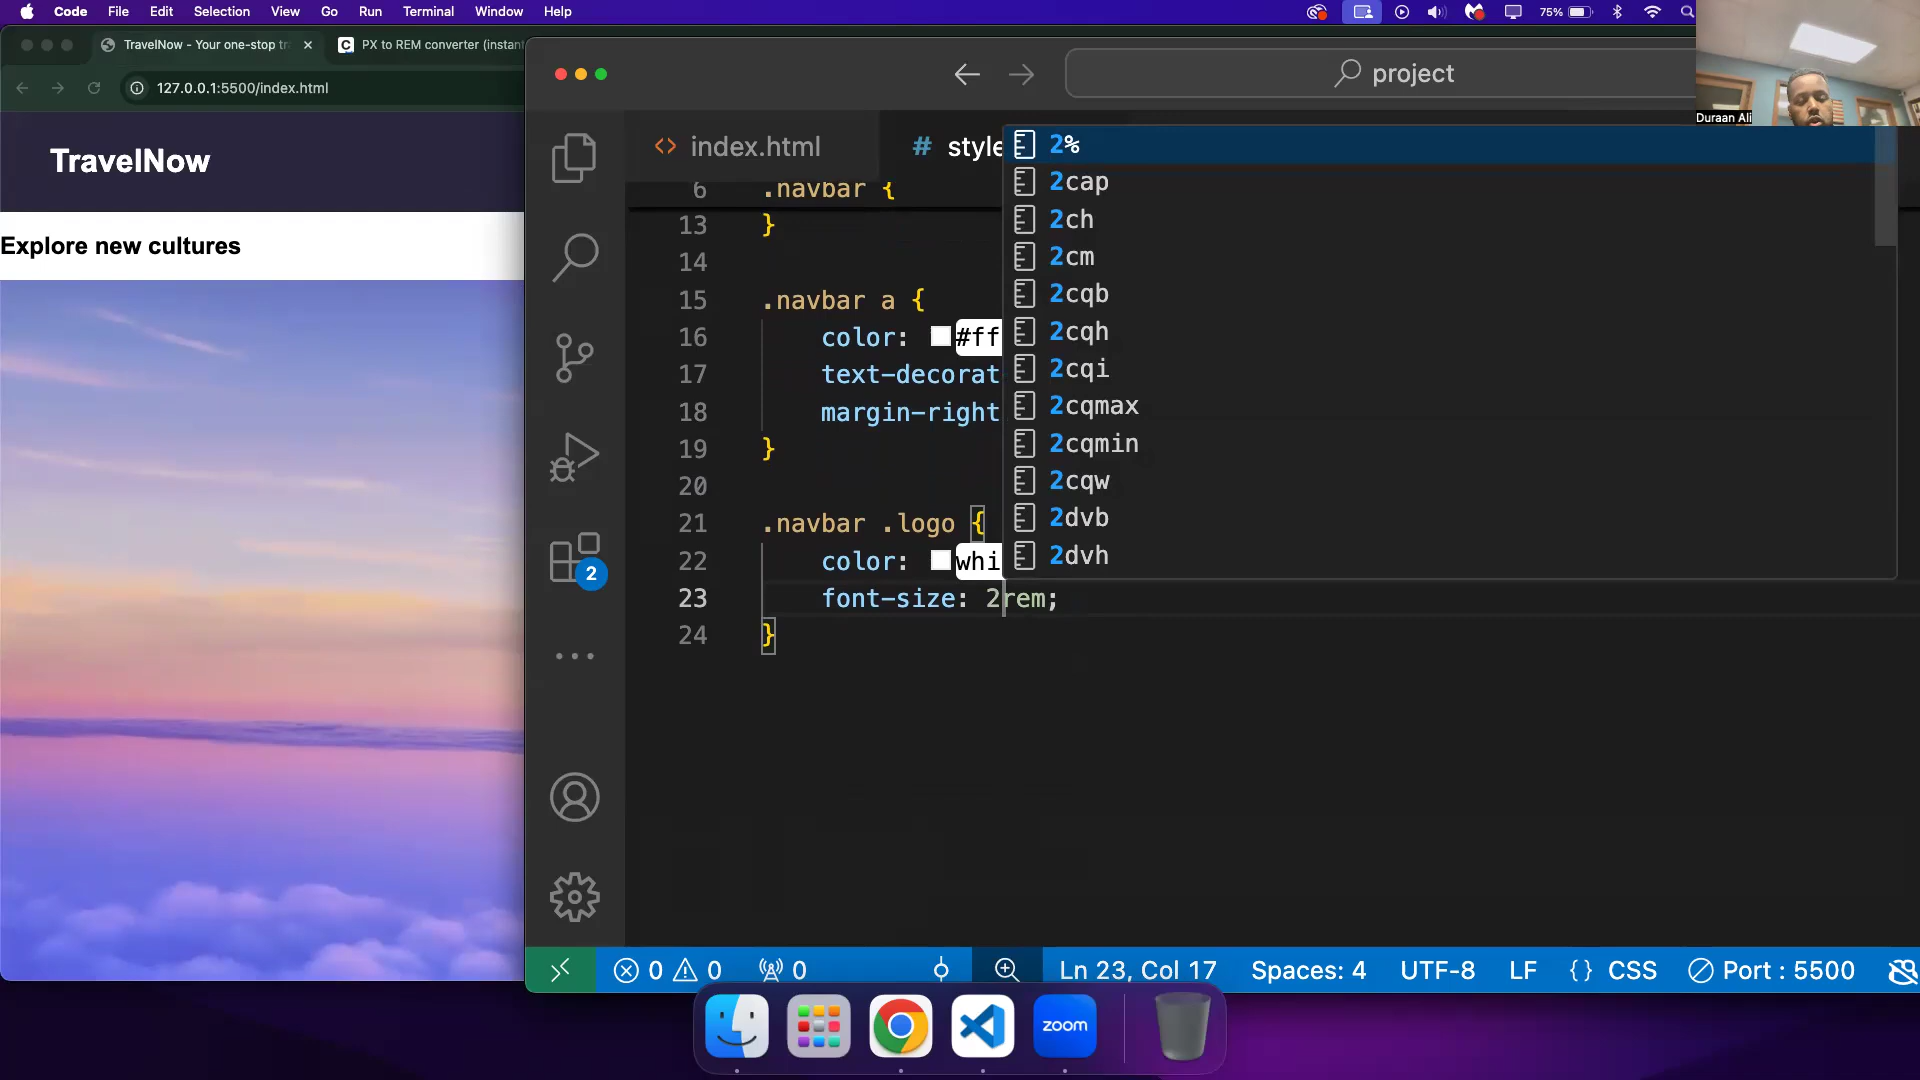 Code File Edit Selection View Go Run Terminal Window Help
75%
TravelNow - Your one-stop tr
PX to REM converter (instant
127.0.0.1:5500/index.html
TravelNow
Explore new cultures
project
Duraan Ali
index.html
# style
6 .navbar {
13 }
14
15 .navbar a {
16 color: #ff
17 text-decorat
18 margin-right
19 }
20
21 .navbar .logo {
22 color: whi
23 font-size: 2rem;
24 }
2%
2cap
2ch
2cm
2cqb
2cqh
2cqi
2cqmax
2cqmin
2cqw
2dvb
2dvh
2
0 0 0 Ln 23, Col 17 Spaces: 4 UTF-8 LF {} CSS Port : 5500
zoom